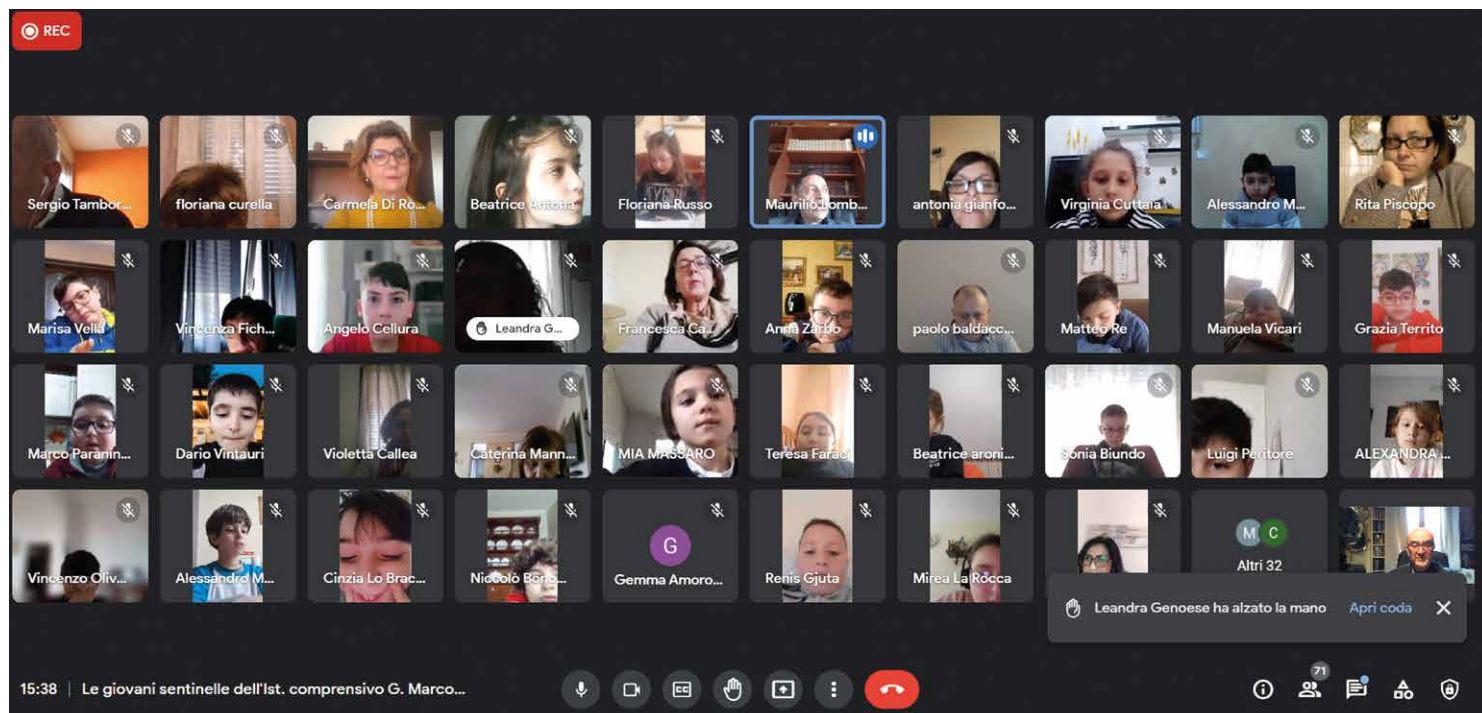 REC
Sergio Tambor...
floriana curella
Carmela Di Ro...
Beatrice Antona
Floriana Russo
Maurilio Lomb...
antonia gianfo...
Virginia Cuttaia
Alessandro M...
Rita Piscopo
Marisa Vella
Vincenza Fich...
Angelo Cellura
Leandra G...
Francesca Ca...
Anna Zarbo
paolo baldacc...
Matteo Re
Manuela Vicari
Grazia Territo
Marco Paranin...
Dario Vintauri
Violetta Callea
Caterina Mann...
MIA MASSARO
Teresa Faraci
Beatrice aroni...
Sonia Biundo
Luigi Peritore
ALEXANDRA ...
Vincenzo Oliv...
Alessandro M...
Cinzia Lo Brac...
Niccolò Bono...
G
Gemma Amoro...
Renis Gjuta
Mirea La Rocca
M C
Altri 32
Leandra Genoese ha alzato la mano Apri coda
15:38 | Le giovani sentinelle dell'Ist. comprensivo G. Marco...
71